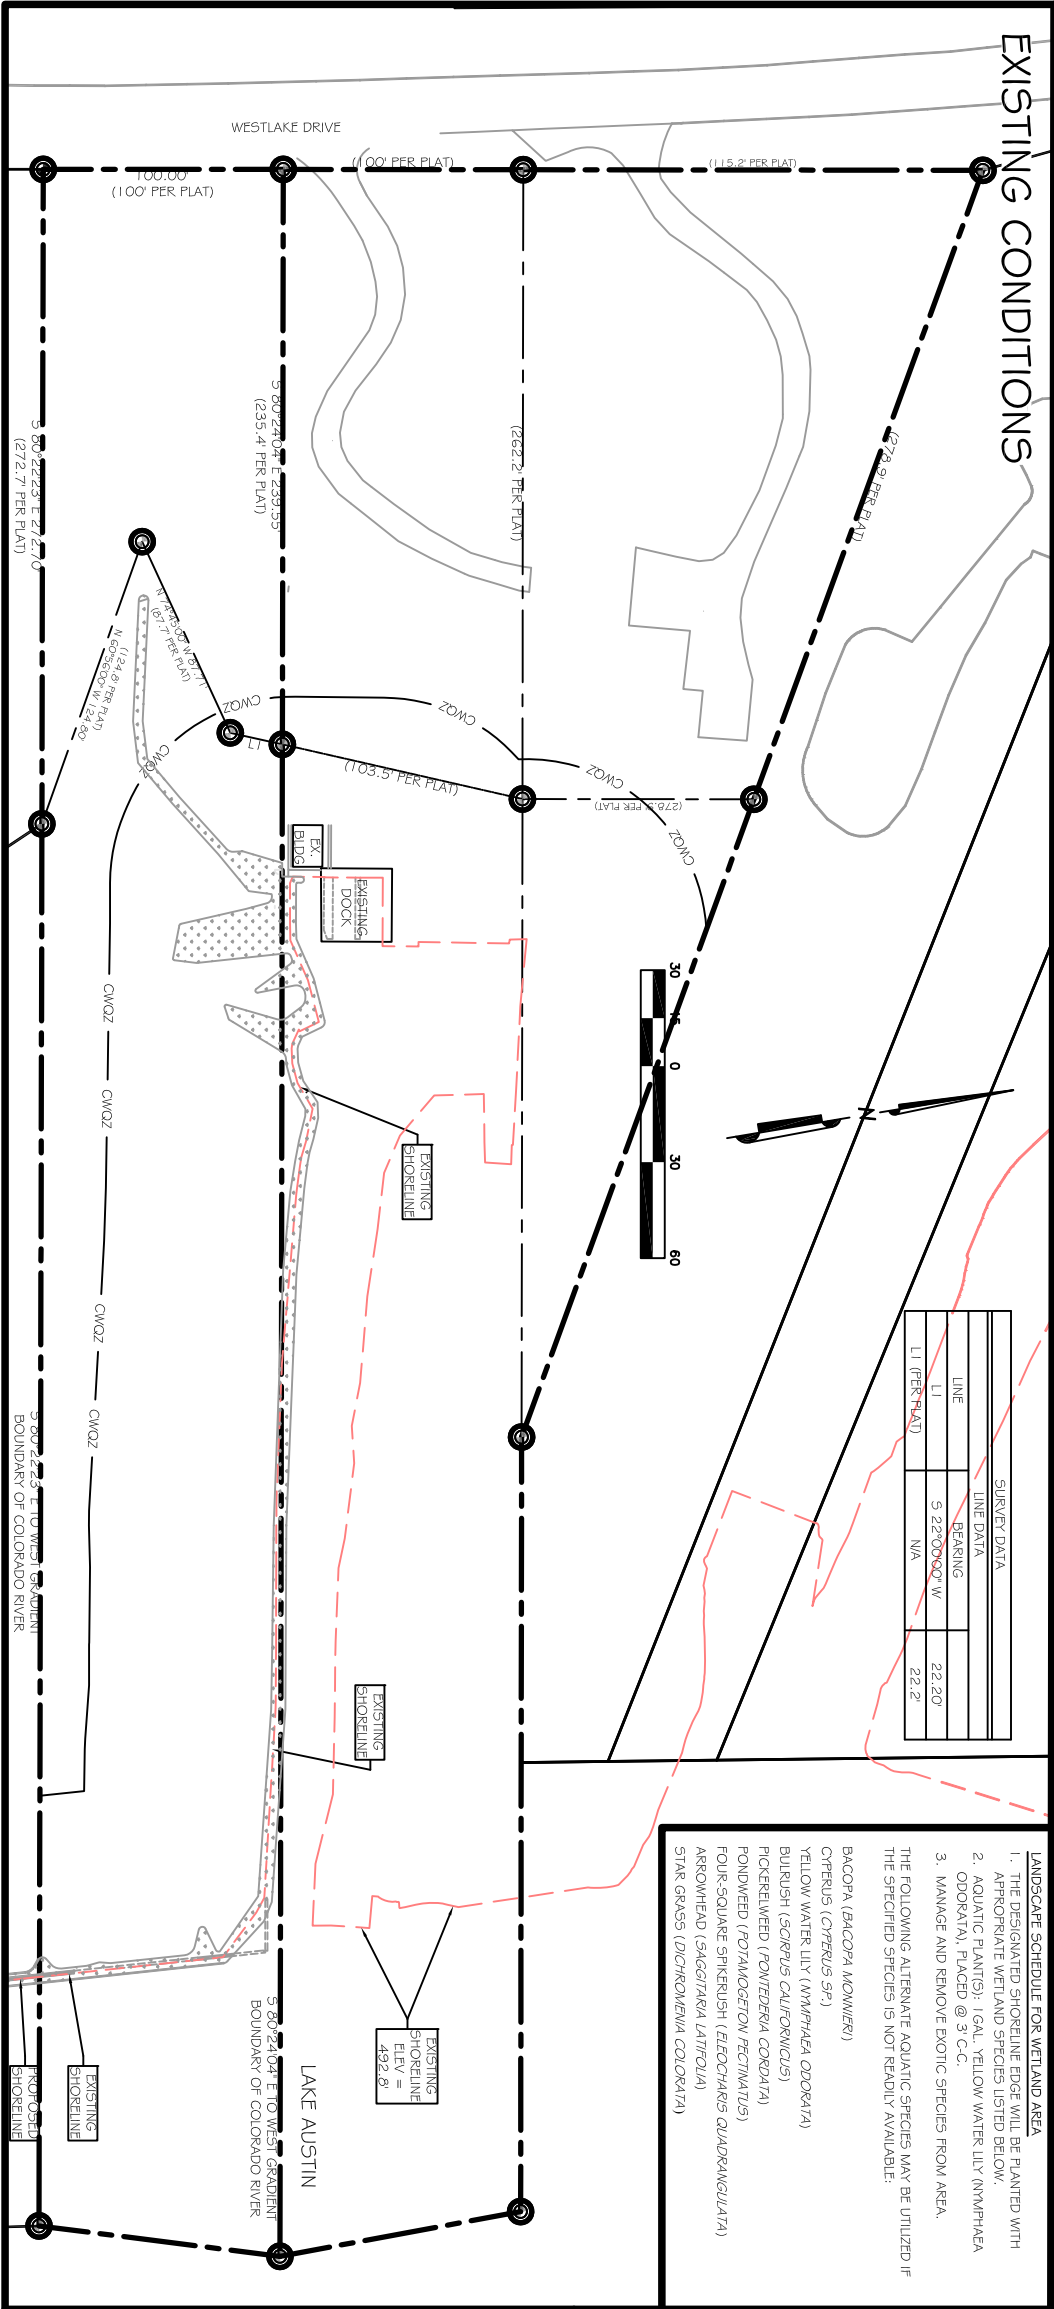 EXISTING CONDITIONS
WESTLAKE DRIVE
100.00'
(100' PER PLAT)
(100' PER PLAT)
(115.2' PER PLAT)
(278.9' PER PLAT)
(262.2' PER PLAT)
S 80°24'04" E 239.55'
(235.4' PER PLAT)
S 80°22'23" E 272.70'
(272.7' PER PLAT)
N 74°45'00" W 87.71'
(87.7' PER PLAT)
(124.8' PER PLAT)
N 60°56'00" W 124.80'
L1
(103.5' PER PLAT)
(278.5' PER PLAT)
CWQZ
CWQZ
CWQZ
CWQZ
CWQZ
CWQZ
CWQZ
CWQZ
CWQZ
EX.
BLDG
EXISTING
DOCK
30
15
0
30
60
N
EXISTING
SHORELINE
EXISTING
SHORELINE
SURVEY DATA
LINE DATA
LINE
BEARING
L1
S 22°00'00" W
22.20'
L1 (PER PLAT)
N/A
22.2'
S 80°22'23" E TO WEST GRADIENT
BOUNDARY OF COLORADO RIVER
S 80°24'04" E TO WEST GRADIENT
BOUNDARY OF COLORADO RIVER
LAKE AUSTIN
EXISTING
SHORELINE
ELEV =
492.8'
EXISTING
SHORELINE
PROPOSED
SHORELINE
LANDSCAPE SCHEDULE FOR WETLAND AREA
1. THE DESIGNATED SHORELINE EDGE WILL BE PLANTED WITH
APPROPRIATE WETLAND SPECIES LISTED BELOW.
2. AQUATIC PLANT(S): 1 GAL. YELLOW WATER LILY (NYMPHAEA
ODORATA), PLACED @ 3' C-C.
3. MANAGE AND REMOVE EXOTIC SPECIES FROM AREA.
THE FOLLOWING ALTERNATE AQUATIC SPECIES MAY BE UTILIZED IF
THE SPECIFIED SPECIES IS NOT READILY AVAILABLE:
BACOPA (BACOPA MONNIERI)
CYPERUS (CYPERUS SP.)
YELLOW WATER LILY (NYMPHAEA ODORATA)
BULRUSH (SCIRPUS CALIFORNICUS)
PICKERELWEED (PONTEDERIA CORDATA)
PONDWEED (POTAMOGETON PECTINATUS)
FOUR-SQUARE SPIKERUSH (ELEOCHARIS QUADRANGULATA)
ARROWHEAD (SAGGITARIA LATIFOLIA)
STAR GRASS (DICHROMENIA COLORATA)